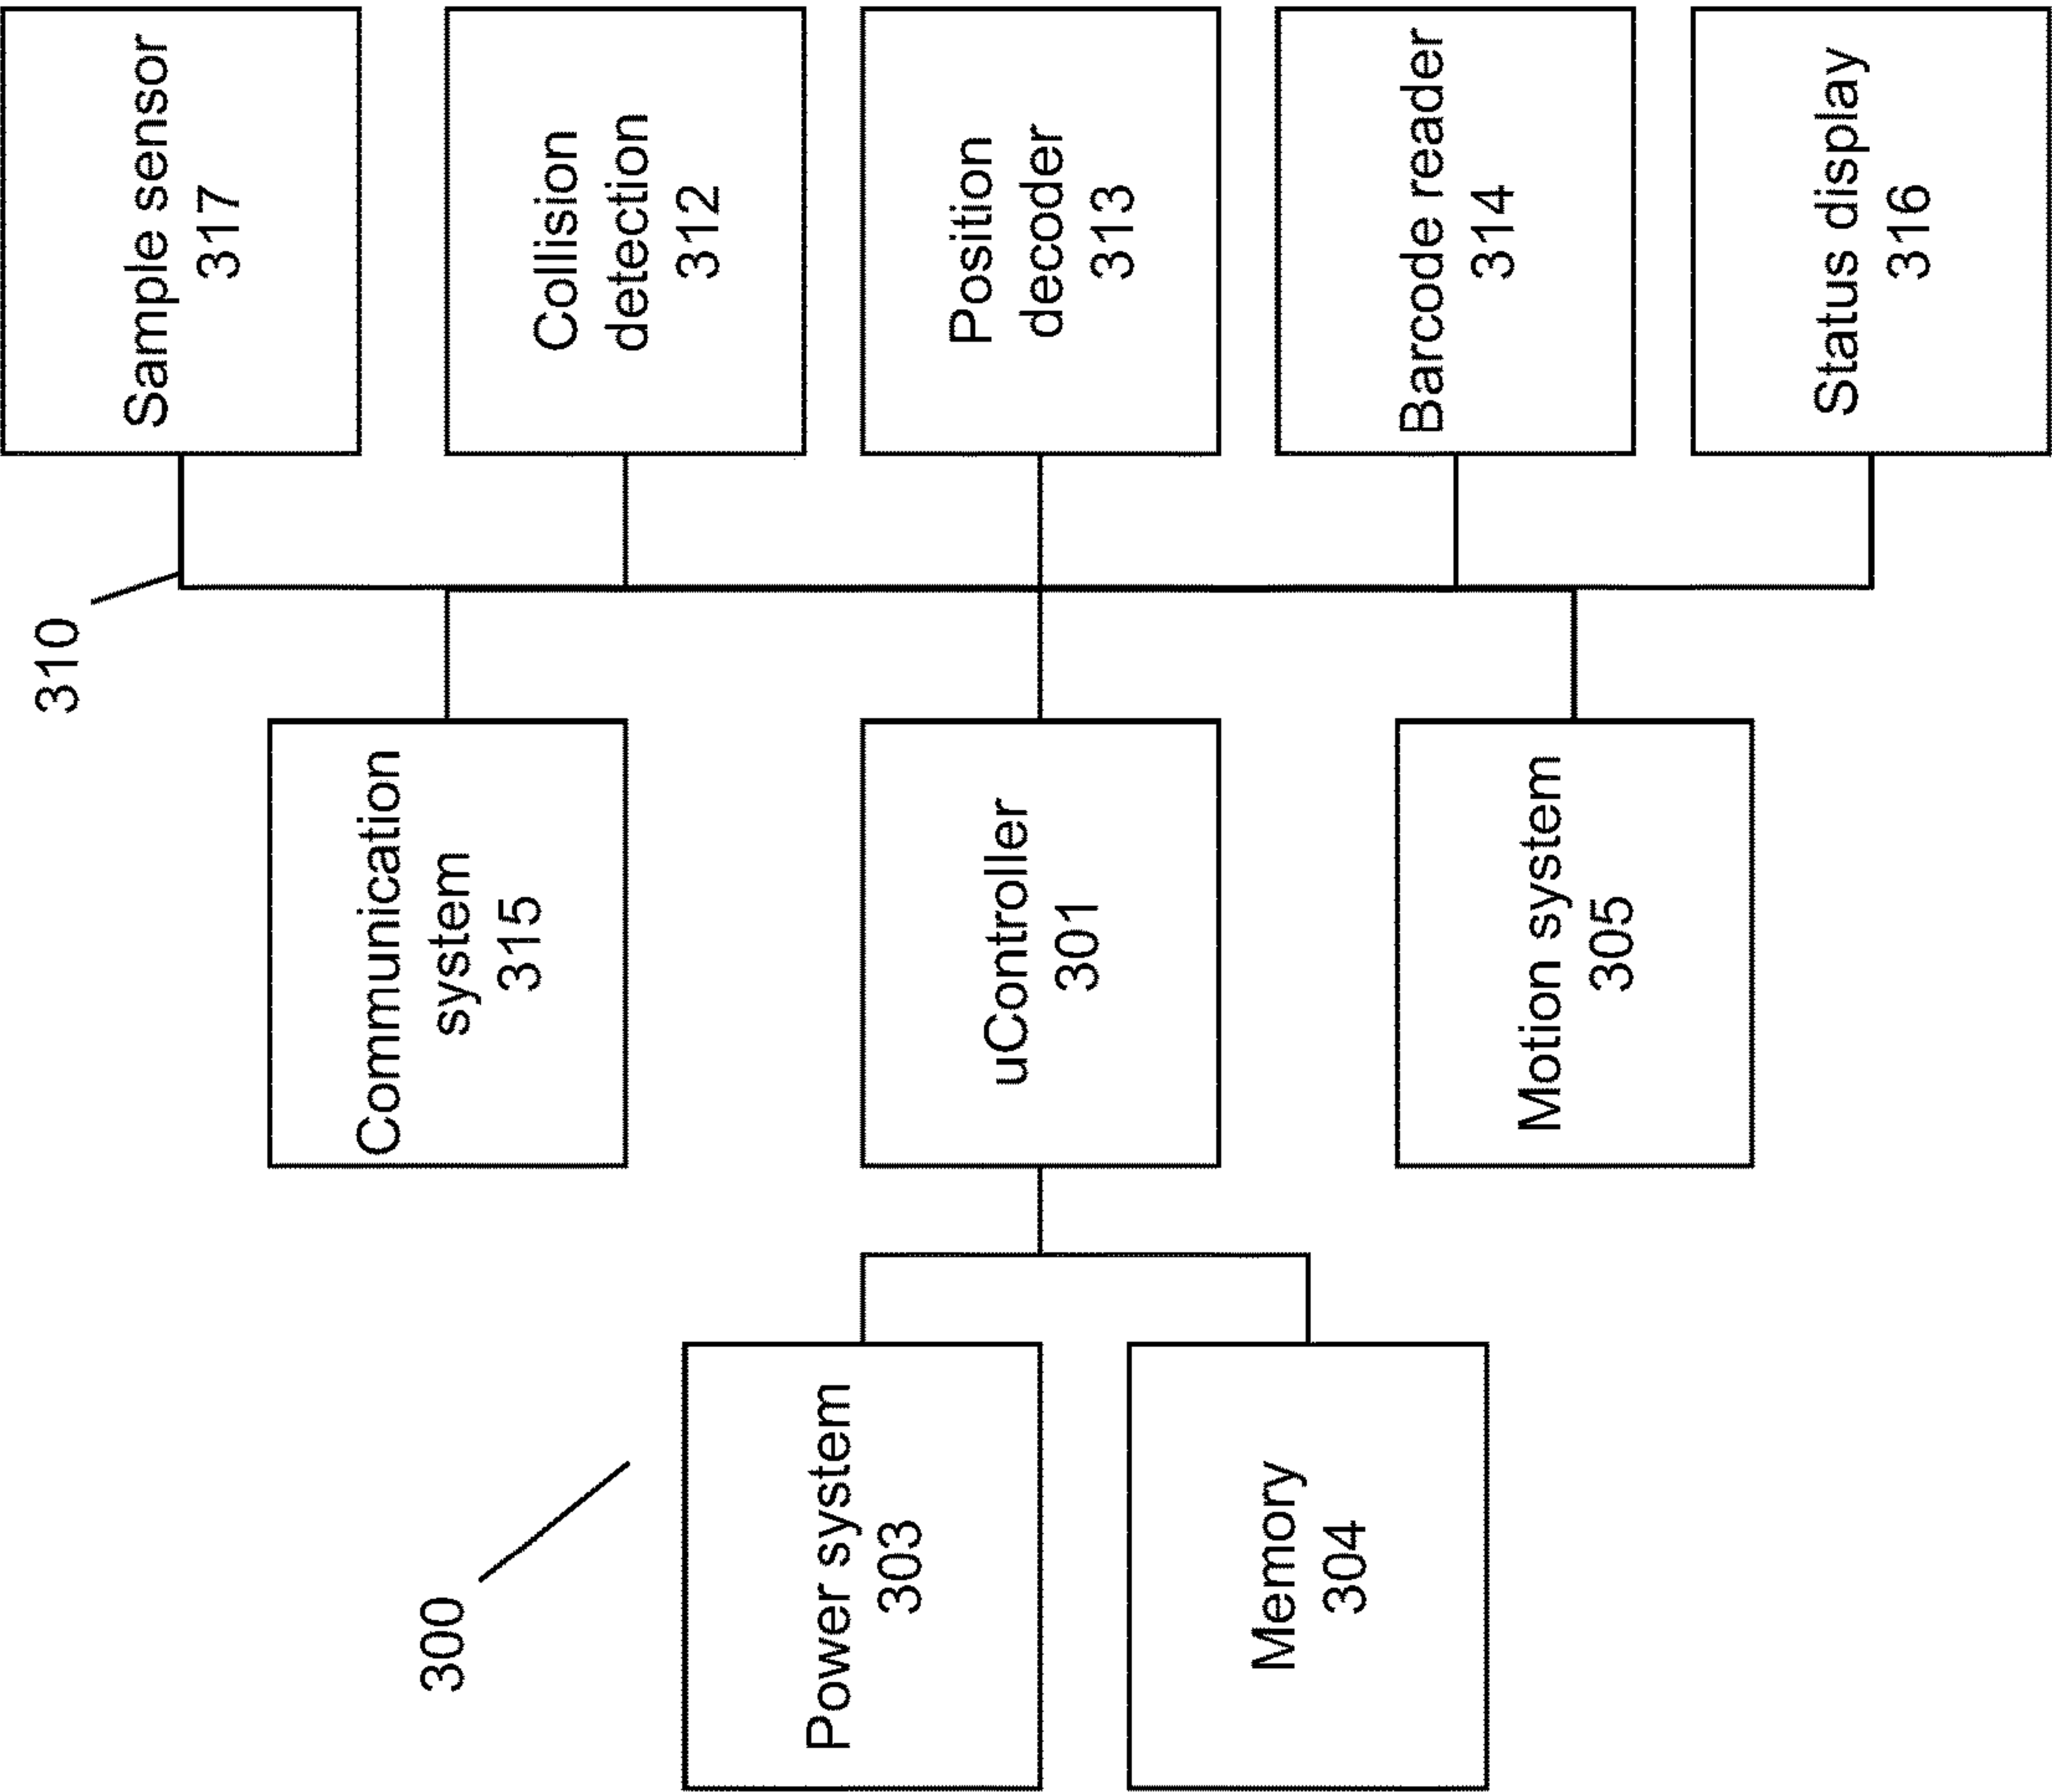 300
Power system
303
Memory
304
Communication
system
315
uController
301
Motion system
305
310
Sample sensor
317
Collision
detection
312
Position
decoder
313
Barcode reader
314
Status display
316